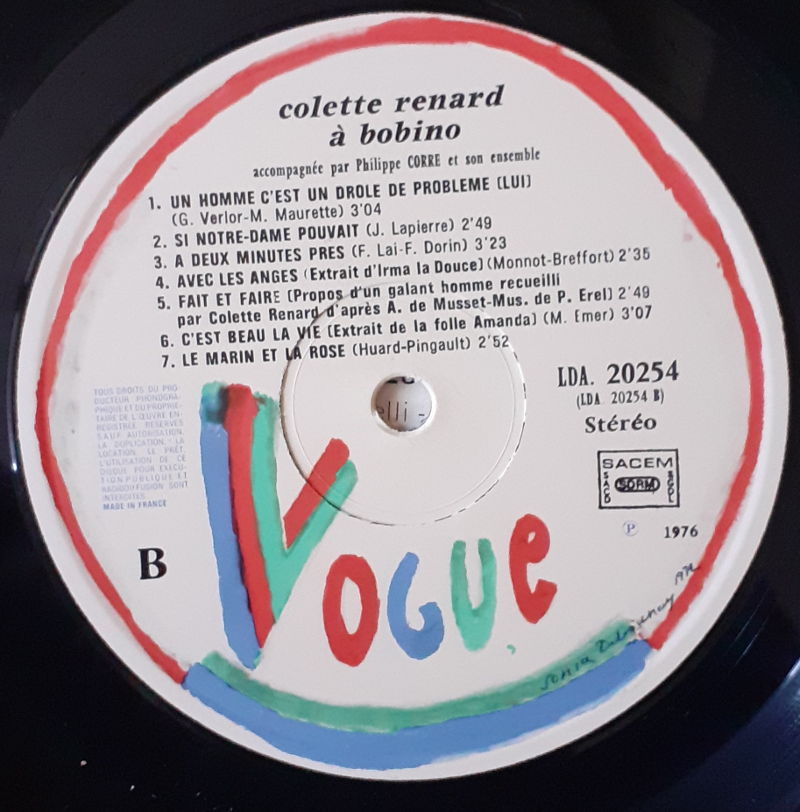 colette renard
à bobino
accompagnée par Philippe CORRE et son ensemble
1. UN HOMME C'EST UN DROLE DE PROBLEME (LUI)
(G. Verlor-M. Maurette) 3'04
2. SI NOTRE-DAME POUVAIT (J. Lapierre) 2'49
3. A DEUX MINUTES PRES (F. Lai-F. Dorin) 3'23
4. AVEC LES ANGES (Extrait d'Irma la Douce) (Monnot-Breffort) 2'35
5. FAIT ET FAIRE (Propos d'un galant homme recueilli
par Colette Renard d'après A. de Musset-Mus. de P. Erel) 2'49
6. C'EST BEAU LA VIE (Extrait de la folle Amanda) (M. Emer) 3'07
7. LE MARIN ET LA ROSE (Huard-Pingault) 2'52
LDA. 20254
(LDA 20254 B)
Stéréo
TOUS DROITS DU PRO-
DUCTEUR PHONOGRA-
PHIQUE ET DU PROPRIE-
TAIRE DE L'ŒUVRE EN-
REGISTREE RESERVES
SAUF AUTORISATION,
LA DUPLICATION, LA
LOCATION, LE PRÊT,
L'UTILISATION DE CE
DISQUE POUR EXECU-
TION PUBLIQUE ET
RADIODIFFUSION SONT
INTERDITES.
MADE IN FRANCE
SACEM
SACD
SDRM
SGDL
B
℗ 1976
VOGUE
Sonia Delaunay